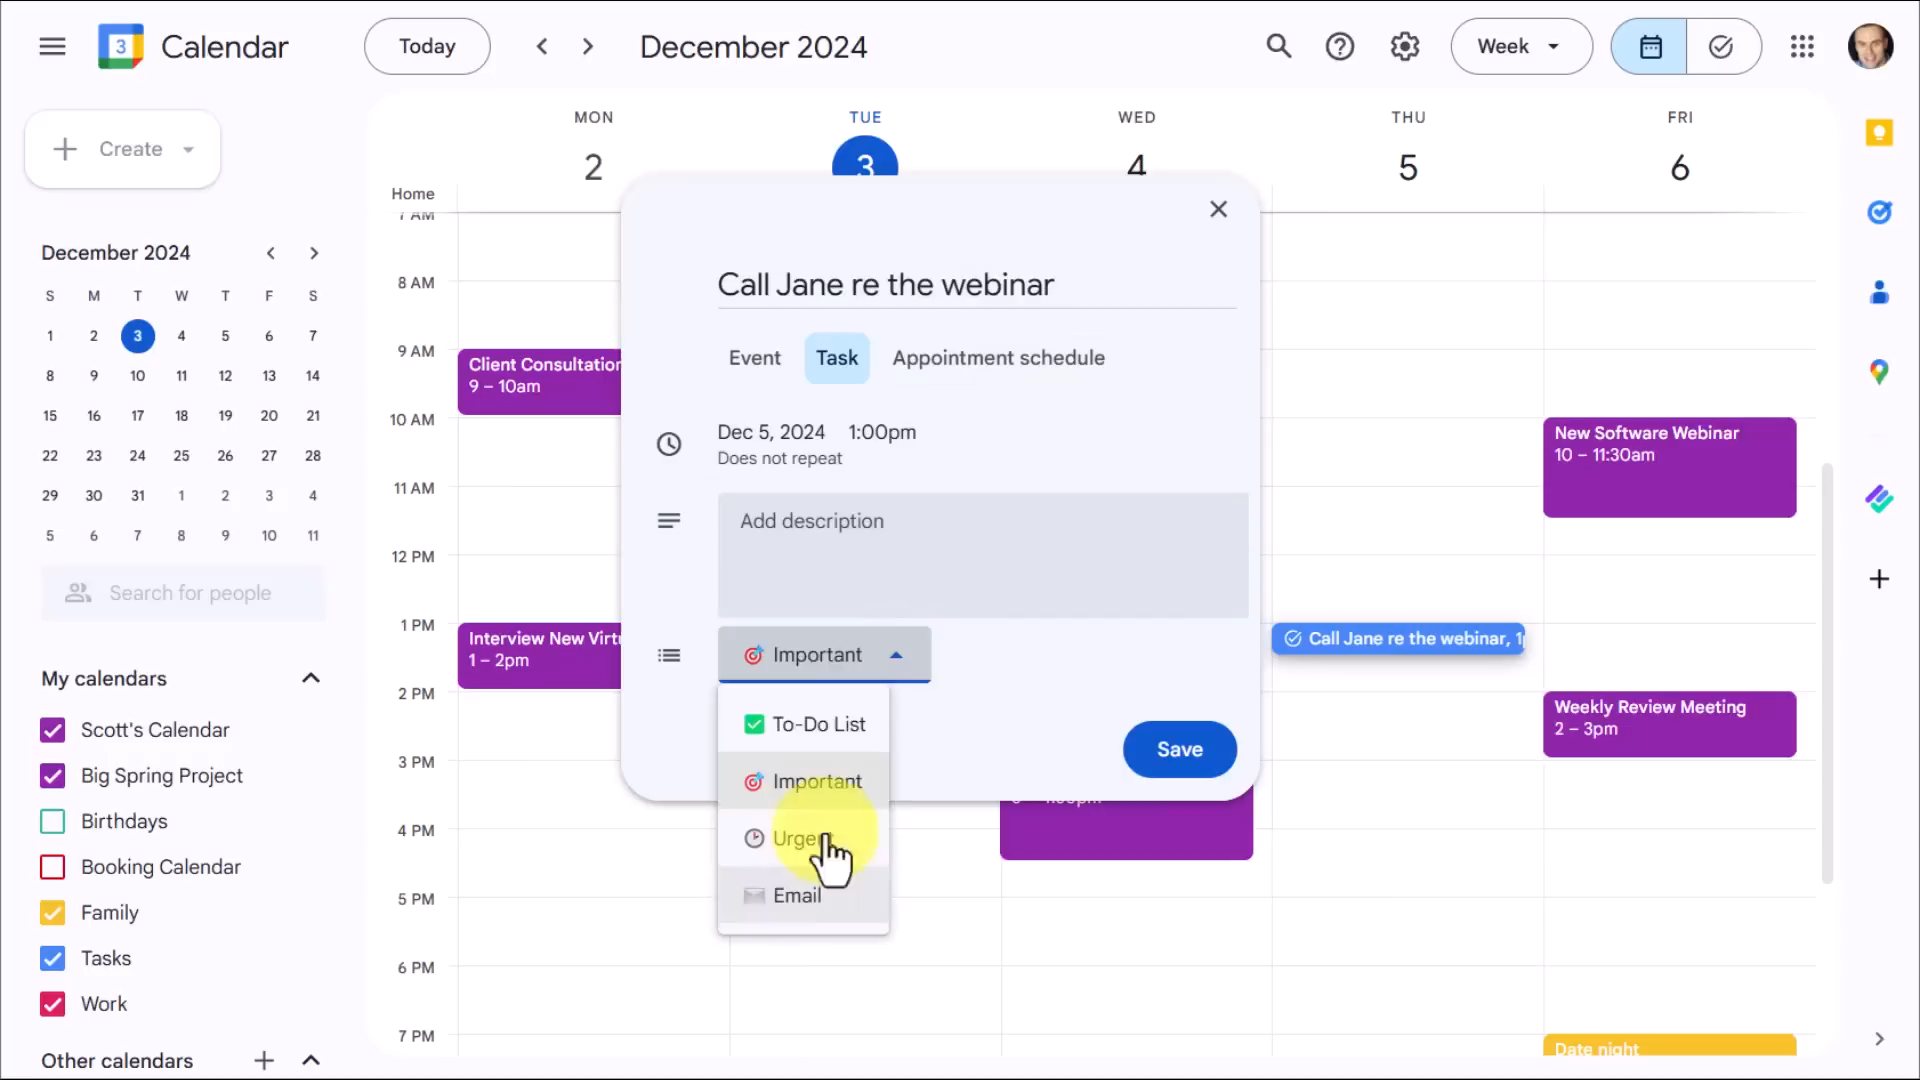 3
Calendar
Today
December 2024
Week
Create
December 2024
S M T W T F S
1 2 3 4 5 6 7
8 9 10 11 12 13 14
15 16 17 18 19 20 21
22 23 24 25 26 27 28
29 30 31 1 2 3 4
5 6 7 8 9 10 11
Search for people
My calendars
Scott's Calendar
Big Spring Project
Birthdays
Booking Calendar
Family
Tasks
Work
Other calendars
MON TUE WED THU FRI
2 3 4 5 6
Home
7 AM
8 AM
9 AM
10 AM
11 AM
12 PM
1 PM
2 PM
3 PM
4 PM
5 PM
6 PM
7 PM
Client Consultation
9 – 10am
Interview New Virtu
1 – 2pm
Call Jane re the webinar
Event Task Appointment schedule
Dec 5, 2024 1:00pm
Does not repeat
Add description
Important
To-Do List
Important
Urgent
Email
Save
Call Jane re the webinar, 1
New Software Webinar
10 – 11:30am
Weekly Review Meeting
2 – 3pm
Date night